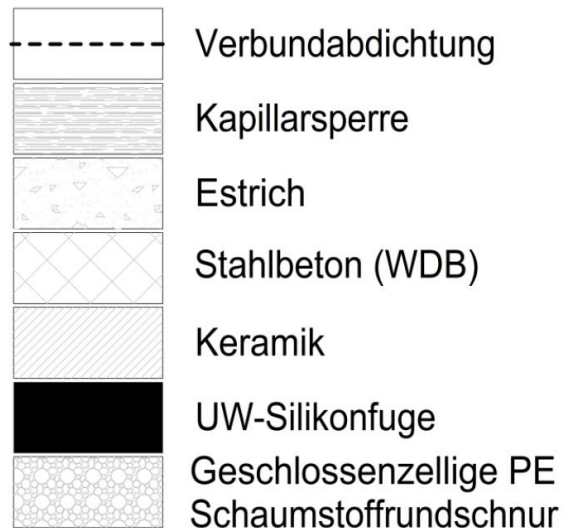 Verbundabdichtung
Kapillarsperre
Estrich
Stahlbeton (WDB)
Keramik
UW-Silikonfuge
Geschlossenzellige PE
Schaumstoffrundschnur